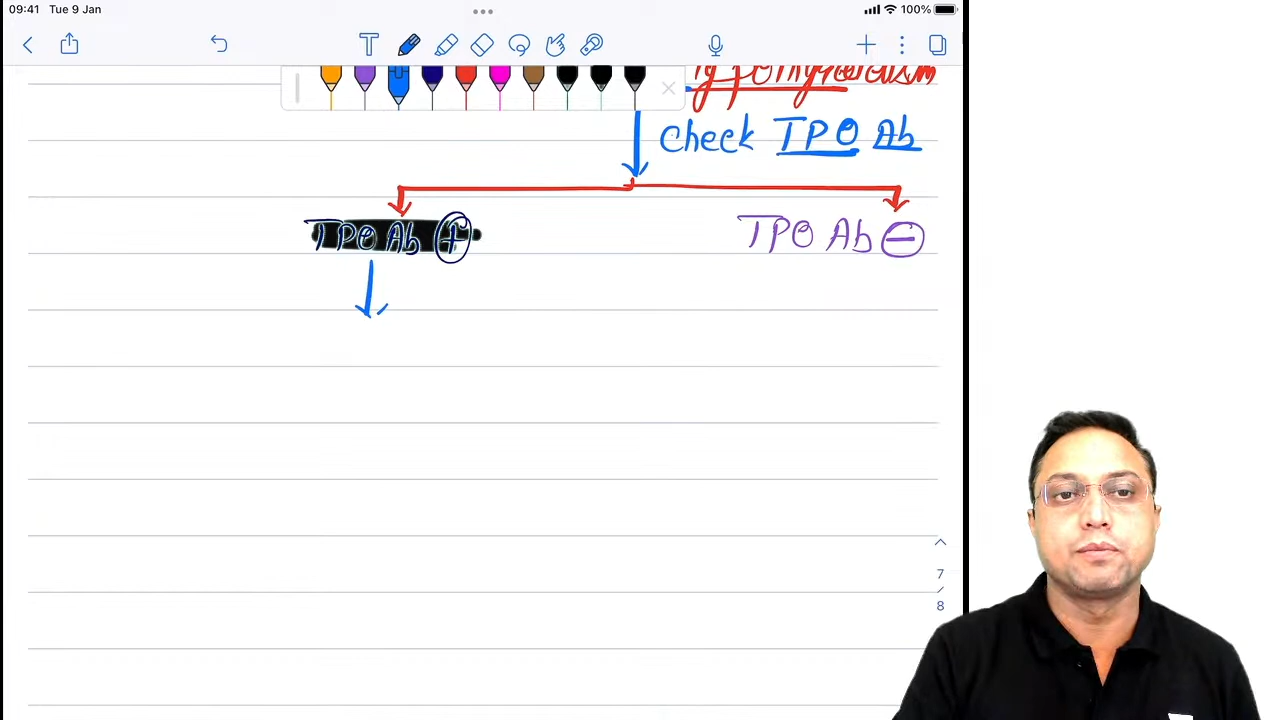 09:41 Tue 9 Jan 100%
T
Check TPO Ab
TPO Ab + TPO Ab -
7
/
8